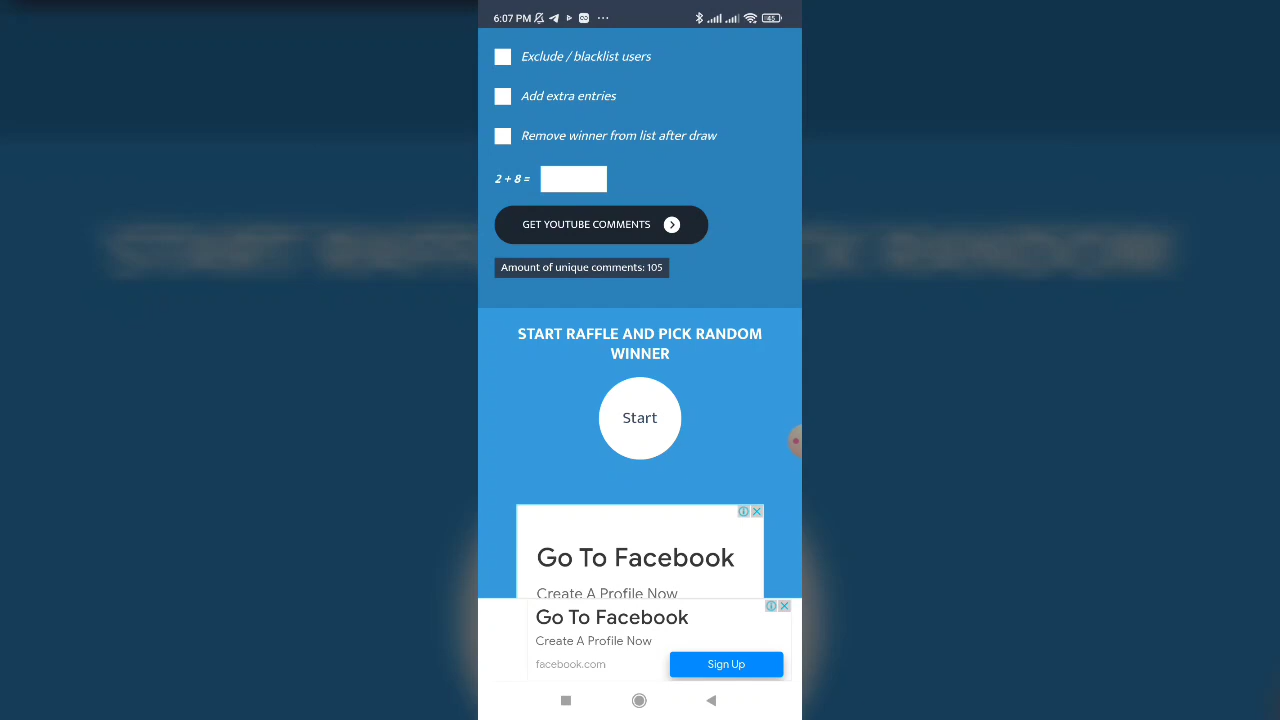 6:07 PM
45
Exclude / blacklist users
Add extra entries
Remove winner from list after draw
2 + 8 =
GET YOUTUBE COMMENTS
Amount of unique comments: 105
START RAFFLE AND PICK RANDOM
WINNER
Start
Go To Facebook
Create A Profile Now
Go To Facebook
Create A Profile Now
facebook.com
Sign Up